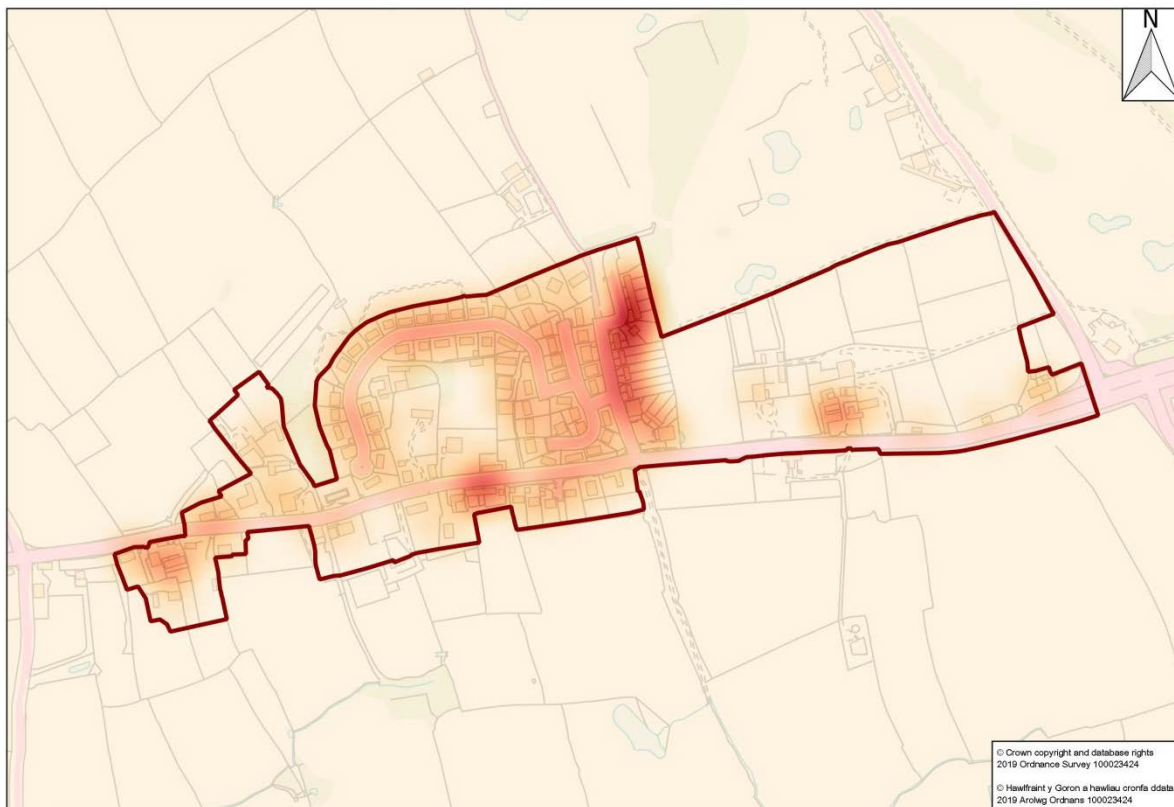 N
© Crown copyright and database rights
2019 Ordnance Survey 100023424
© Hawlfraint y Goron a hawliau cronfa ddata
2019 Arolwg Ordnans 100023424